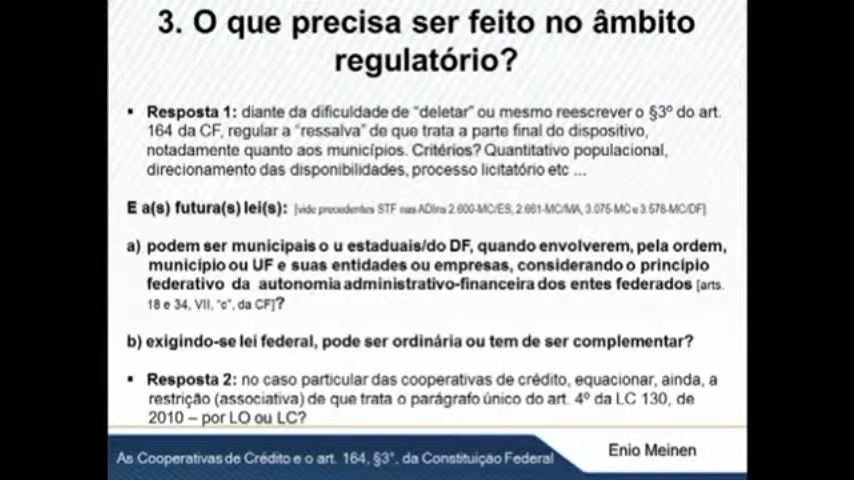 3. O que precisa ser feito no âmbito
regulatório?
▪ Resposta 1: diante da dificuldade de "deletar" ou mesmo reescrever o §3º do art.
164 da CF, regular a "ressalva" de que trata a parte final do dispositivo,
notadamente quanto aos municípios. Critérios? Quantitativo populacional,
direcionamento das disponibilidades, processo licitatório etc ...
E a(s) futura(s) lei(s): [vide precedentes STF nas ADIns 2.600-MC/ES, 2.661-MC/MA, 3.075-MC e 3.578-MC/DF]
a) podem ser municipais o u estaduais/do DF, quando envolverem, pela ordem,
município ou UF e suas entidades ou empresas, considerando o princípio
federativo da autonomia administrativo-financeira dos entes federados [arts.
18 e 34, VII, "c", da CF]?
b) exigindo-se lei federal, pode ser ordinária ou tem de ser complementar?
▪ Resposta 2: no caso particular das cooperativas de crédito, equacionar, ainda, a
restrição (associativa) de que trata o parágrafo único do art. 4º da LC 130, de
2010 – por LO ou LC?
As Cooperativas de Crédito e o art. 164, §3°, da Constituição Federal
Enio Meinen